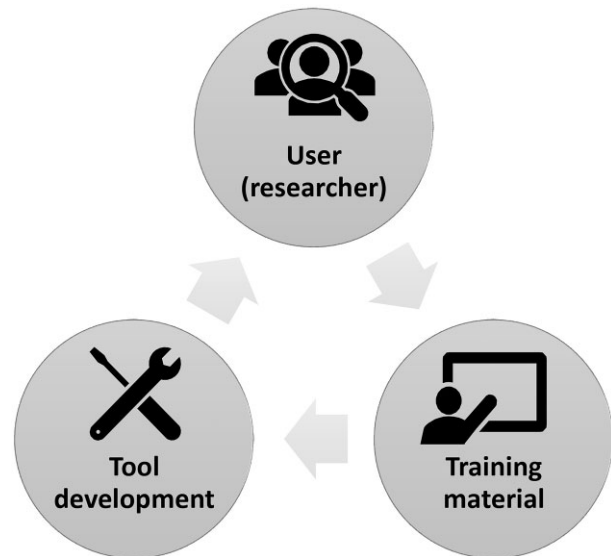 User
(researcher)
Tool
development
Training
material